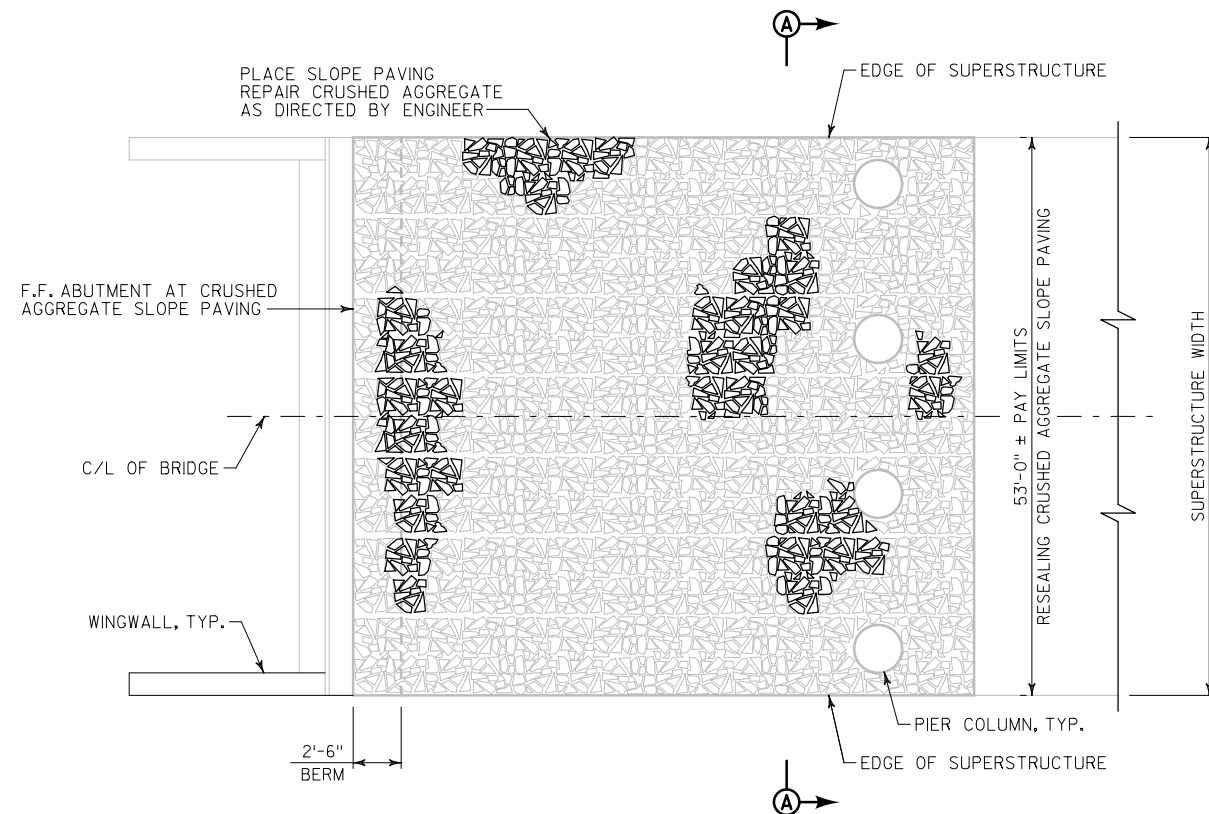 A
PLACE SLOPE PAVING
REPAIR CRUSHED AGGREGATE
AS DIRECTED BY ENGINEER
EDGE OF SUPERSTRUCTURE
F.F. ABUTMENT AT CRUSHED
AGGREGATE SLOPE PAVING
C/L OF BRIDGE
WINGWALL, TYP.
53'-0" ± PAY LIMITS
RESEALING CRUSHED AGGREGATE SLOPE PAVING
SUPERSTRUCTURE WIDTH
PIER COLUMN, TYP.
2'-6"
BERM
EDGE OF SUPERSTRUCTURE
A